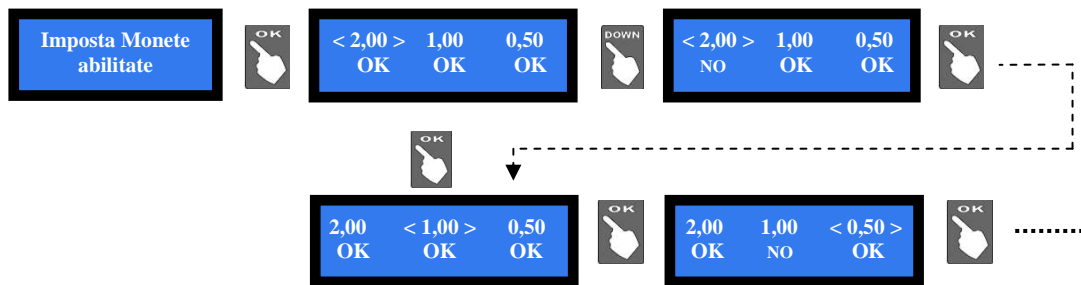 Imposta Monete
abilitate
OK
< 2,00 > 1,00 0,50
OK OK OK
DOWN
< 2,00 > 1,00 0,50
NO OK OK
OK
OK
2,00 < 1,00 > 0,50
OK OK OK
OK
2,00 1,00 < 0,50 >
OK NO OK
OK